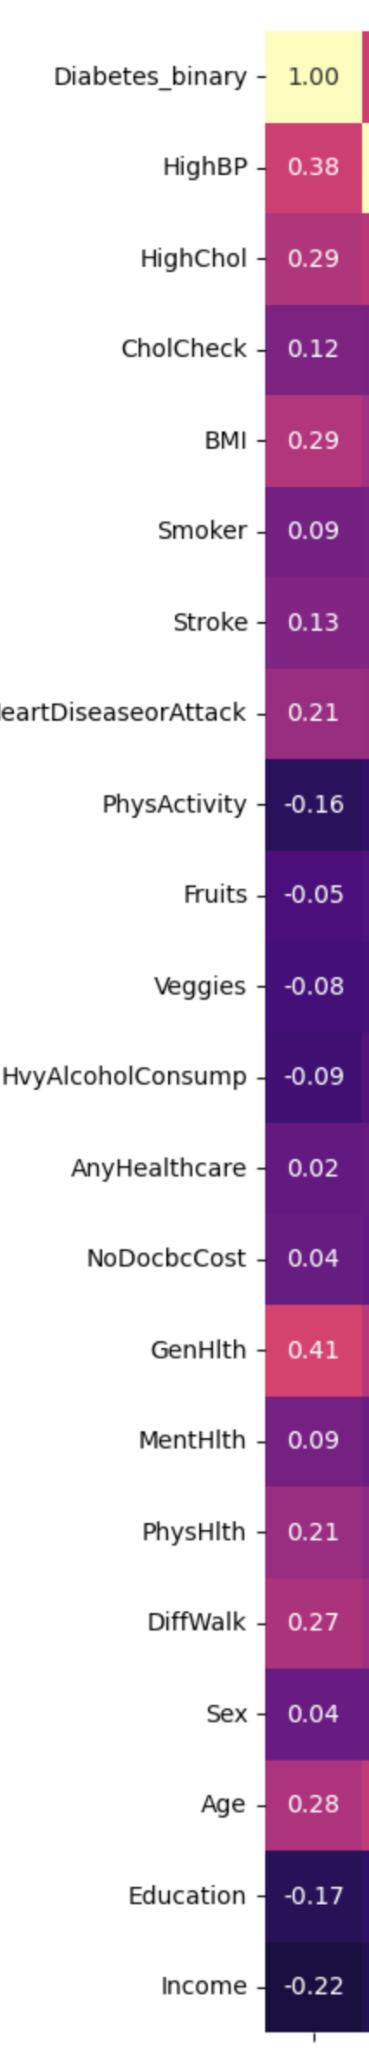 Diabetes_binary 1.00
HighBP 0.38
HighChol 0.29
CholCheck 0.12
BMI 0.29
Smoker 0.09
Stroke 0.13
eartDiseaseorAttack 0.21
PhysActivity -0.16
Fruits -0.05
Veggies -0.08
HvyAlcoholConsump -0.09
AnyHealthcare 0.02
NoDocbcCost 0.04
GenHlth 0.41
MentHlth 0.09
PhysHlth 0.21
DiffWalk 0.27
Sex 0.04
Age 0.28
Education -0.17
Income -0.22